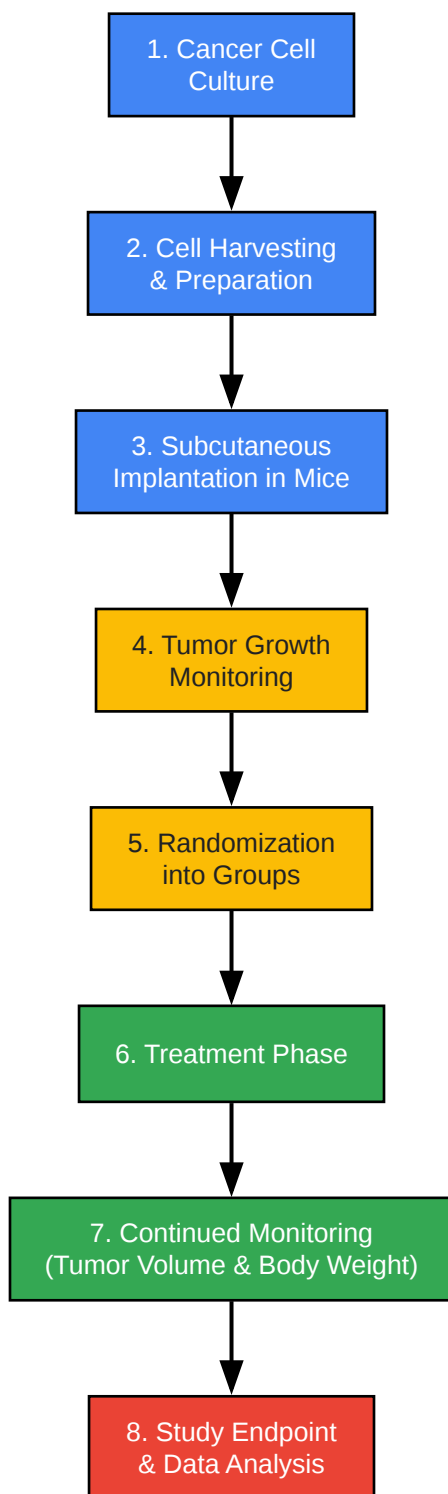 1. Cancer Cell
Culture
2. Cell Harvesting
& Preparation
3. Subcutaneous
Implantation in Mice
4. Tumor Growth
Monitoring
5. Randomization
into Groups
6. Treatment Phase
7. Continued Monitoring
(Tumor Volume & Body Weight)
8. Study Endpoint
& Data Analysis